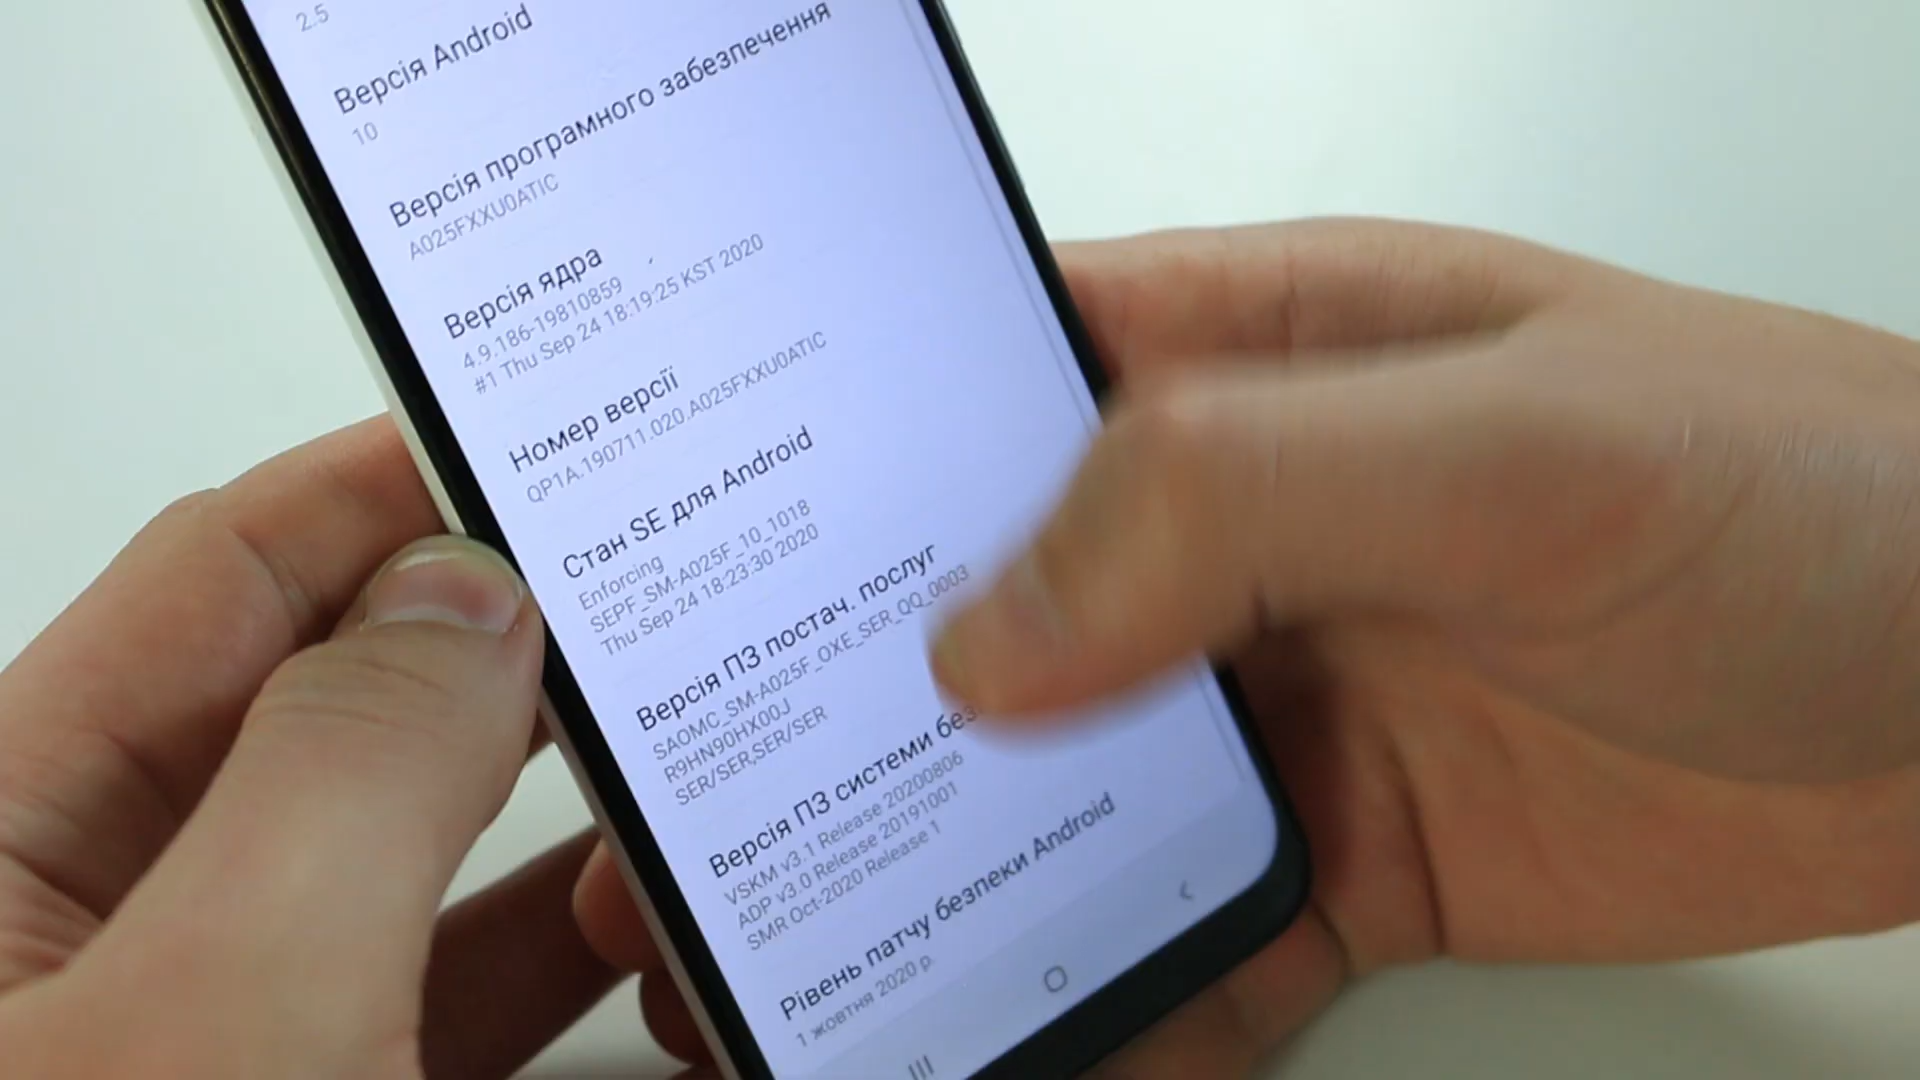 2.5
Версія Android
10
Версія програмного забезпечення
A025FXXU0ATIC
Версія ядра
4.9.186-19810859
#1 Thu Sep 24 18:19:25 KST 2020
Номер версії
QP1A.190711.020.A025FXXU0ATIC
Стан SE для Android
Enforcing
SEPF_SM-A025F_10_1018
Thu Sep 24 18:23:30 2020
Версія ПЗ постач. послуг
SAOMC_SM-A025F_OXE_SER_QQ_0003
R9HN90HX00J
SER/SER,SER/SER
Версія ПЗ системи
VSKM v3.1 Release 20200806
ADP v3.0 Release 20191001
SMR Oct-2020 Release 1
Рівень патчу безпеки Android
1 жовтня 2020 р.